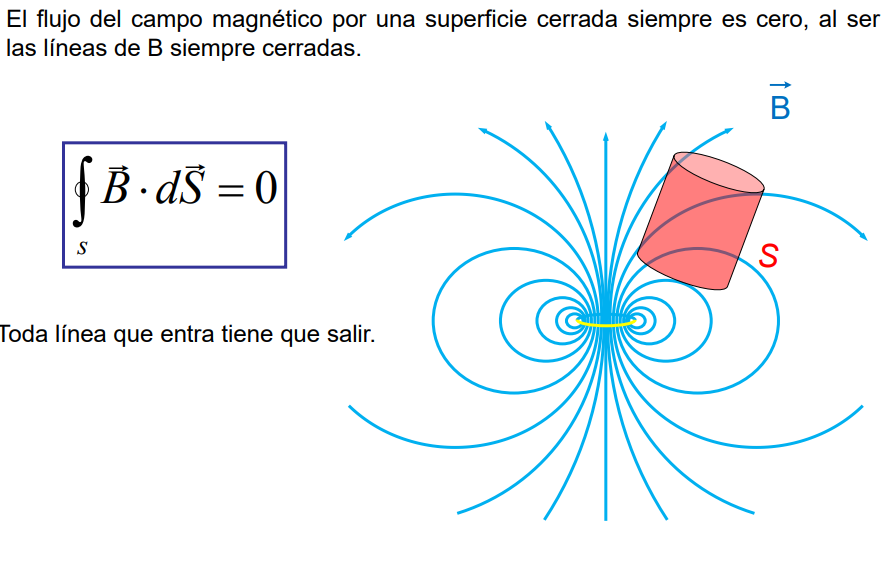 El flujo del campo magnético por una superficie cerrada siempre es cero, al ser
las líneas de B siempre cerradas.
B⃗
∮ B⃗ · dS⃗ = 0
S
S
Toda línea que entra tiene que salir.